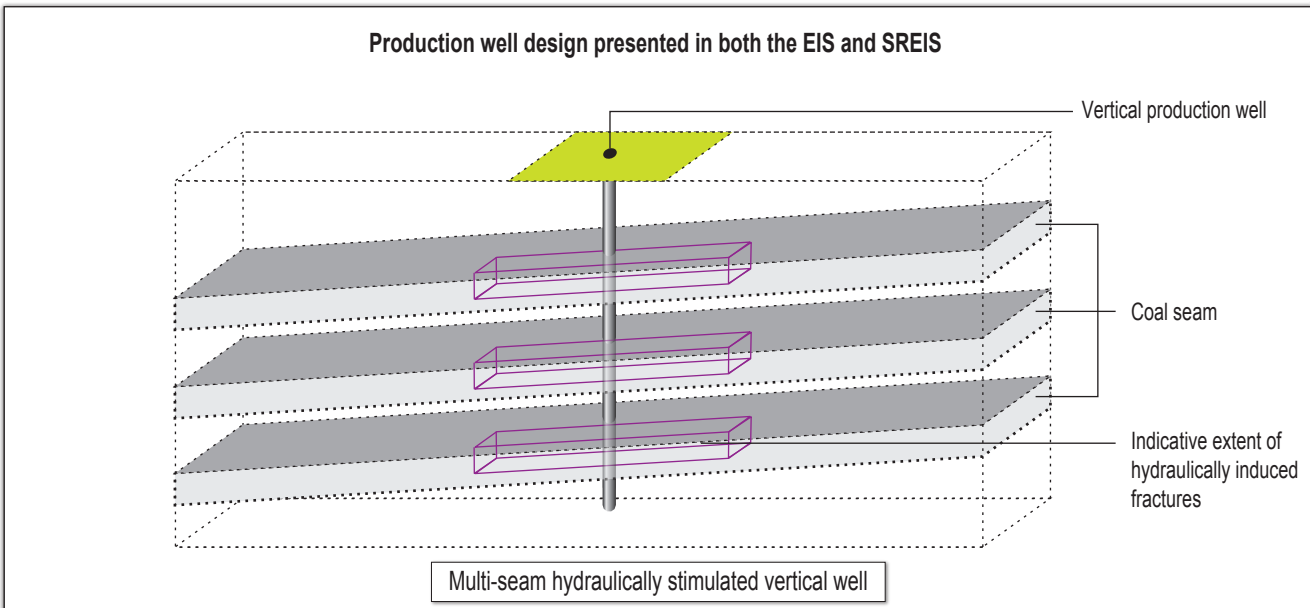 Production well design presented in both the EIS and SREIS
Vertical production well
Coal seam
Indicative extent of
hydraulically induced
fractures
Multi-seam hydraulically stimulated vertical well